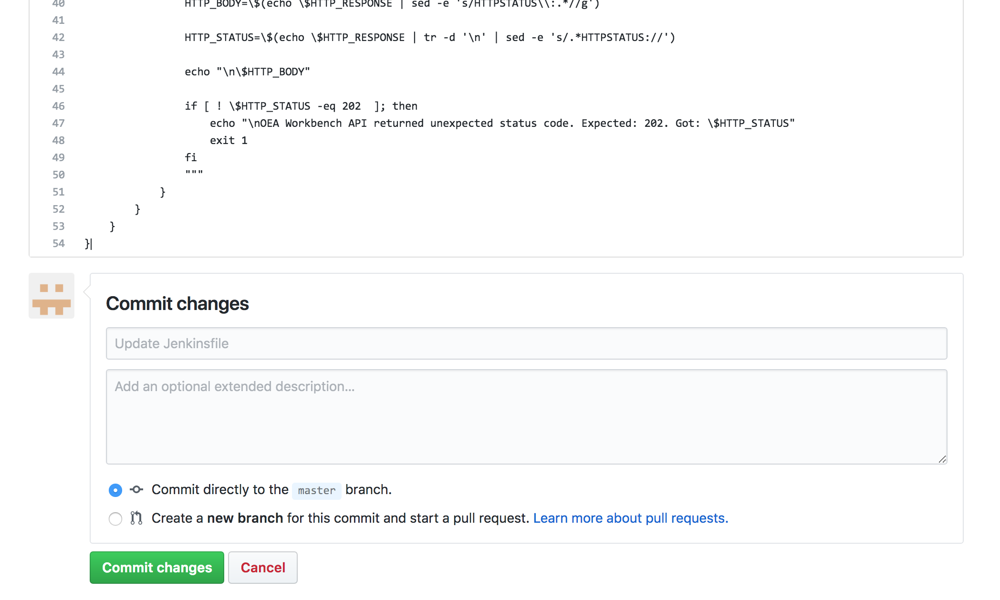 40 HTTP_BODY=\$(echo \$HTTP_RESPONSE | sed -e 's/HTTPSTATUS\\:.*//g')
41
42 HTTP_STATUS=\$(echo \$HTTP_RESPONSE | tr -d '\n' | sed -e 's/.*HTTPSTATUS://')
43
44 echo "\n\$HTTP_BODY"
45
46 if [ ! \$HTTP_STATUS -eq 202  ]; then
47 echo "\nOEA Workbench API returned unexpected status code. Expected: 202. Got: \$HTTP_STATUS"
48 exit 1
49 fi
50 """
51 }
52 }
53 }
54 }
Commit changes
Update Jenkinsfile
Add an optional extended description...
Commit directly to the master branch.
Create a new branch for this commit and start a pull request. Learn more about pull requests.
Commit changes Cancel